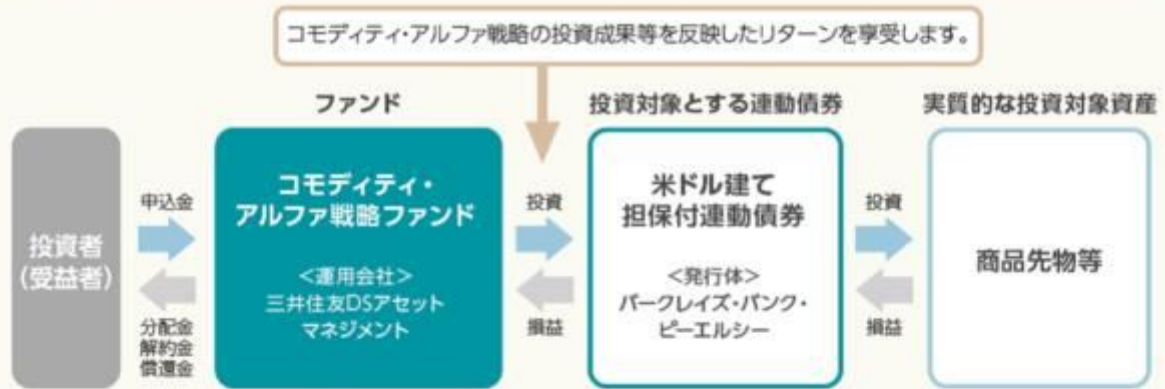 コモディティ・アルファ戦略の投資成果等を反映したリターンを享受します。
ファンド
投資対象とする連動債券
実質的な投資対象資産
投資者
(受益者)
申込金
分配金
解約金
償還金
コモディティ・
アルファ戦略ファンド
<運用会社>
三井住友DSアセット
マネジメント
投資
損益
米ドル建て
担保付連動債券
<発行体>
バークレイズ・バンク・
ピーエルシー
投資
損益
商品先物等